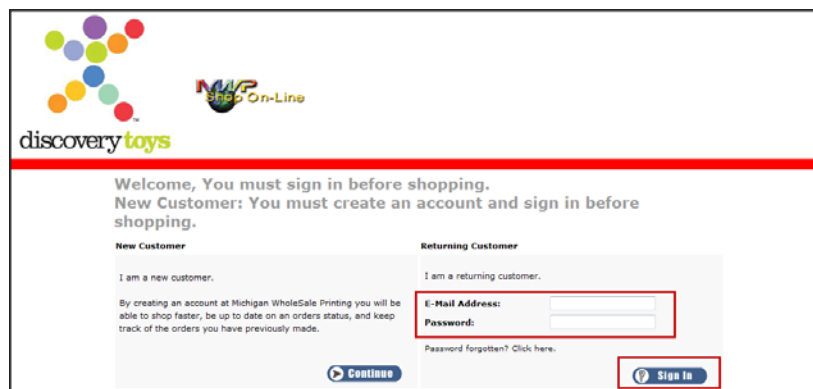 MWP
Shop On-Line
discovery toys
Welcome, You must sign in before shopping.
New Customer: You must create an account and sign in before
shopping.
New Customer
I am a new customer.
By creating an account at Michigan WholeSale Printing you will be
able to shop faster, be up to date on an orders status, and keep
track of the orders you have previously made.
Continue
Returning Customer
I am a returning customer.
E-Mail Address:
Password:
Password forgotten? Click here.
Sign In